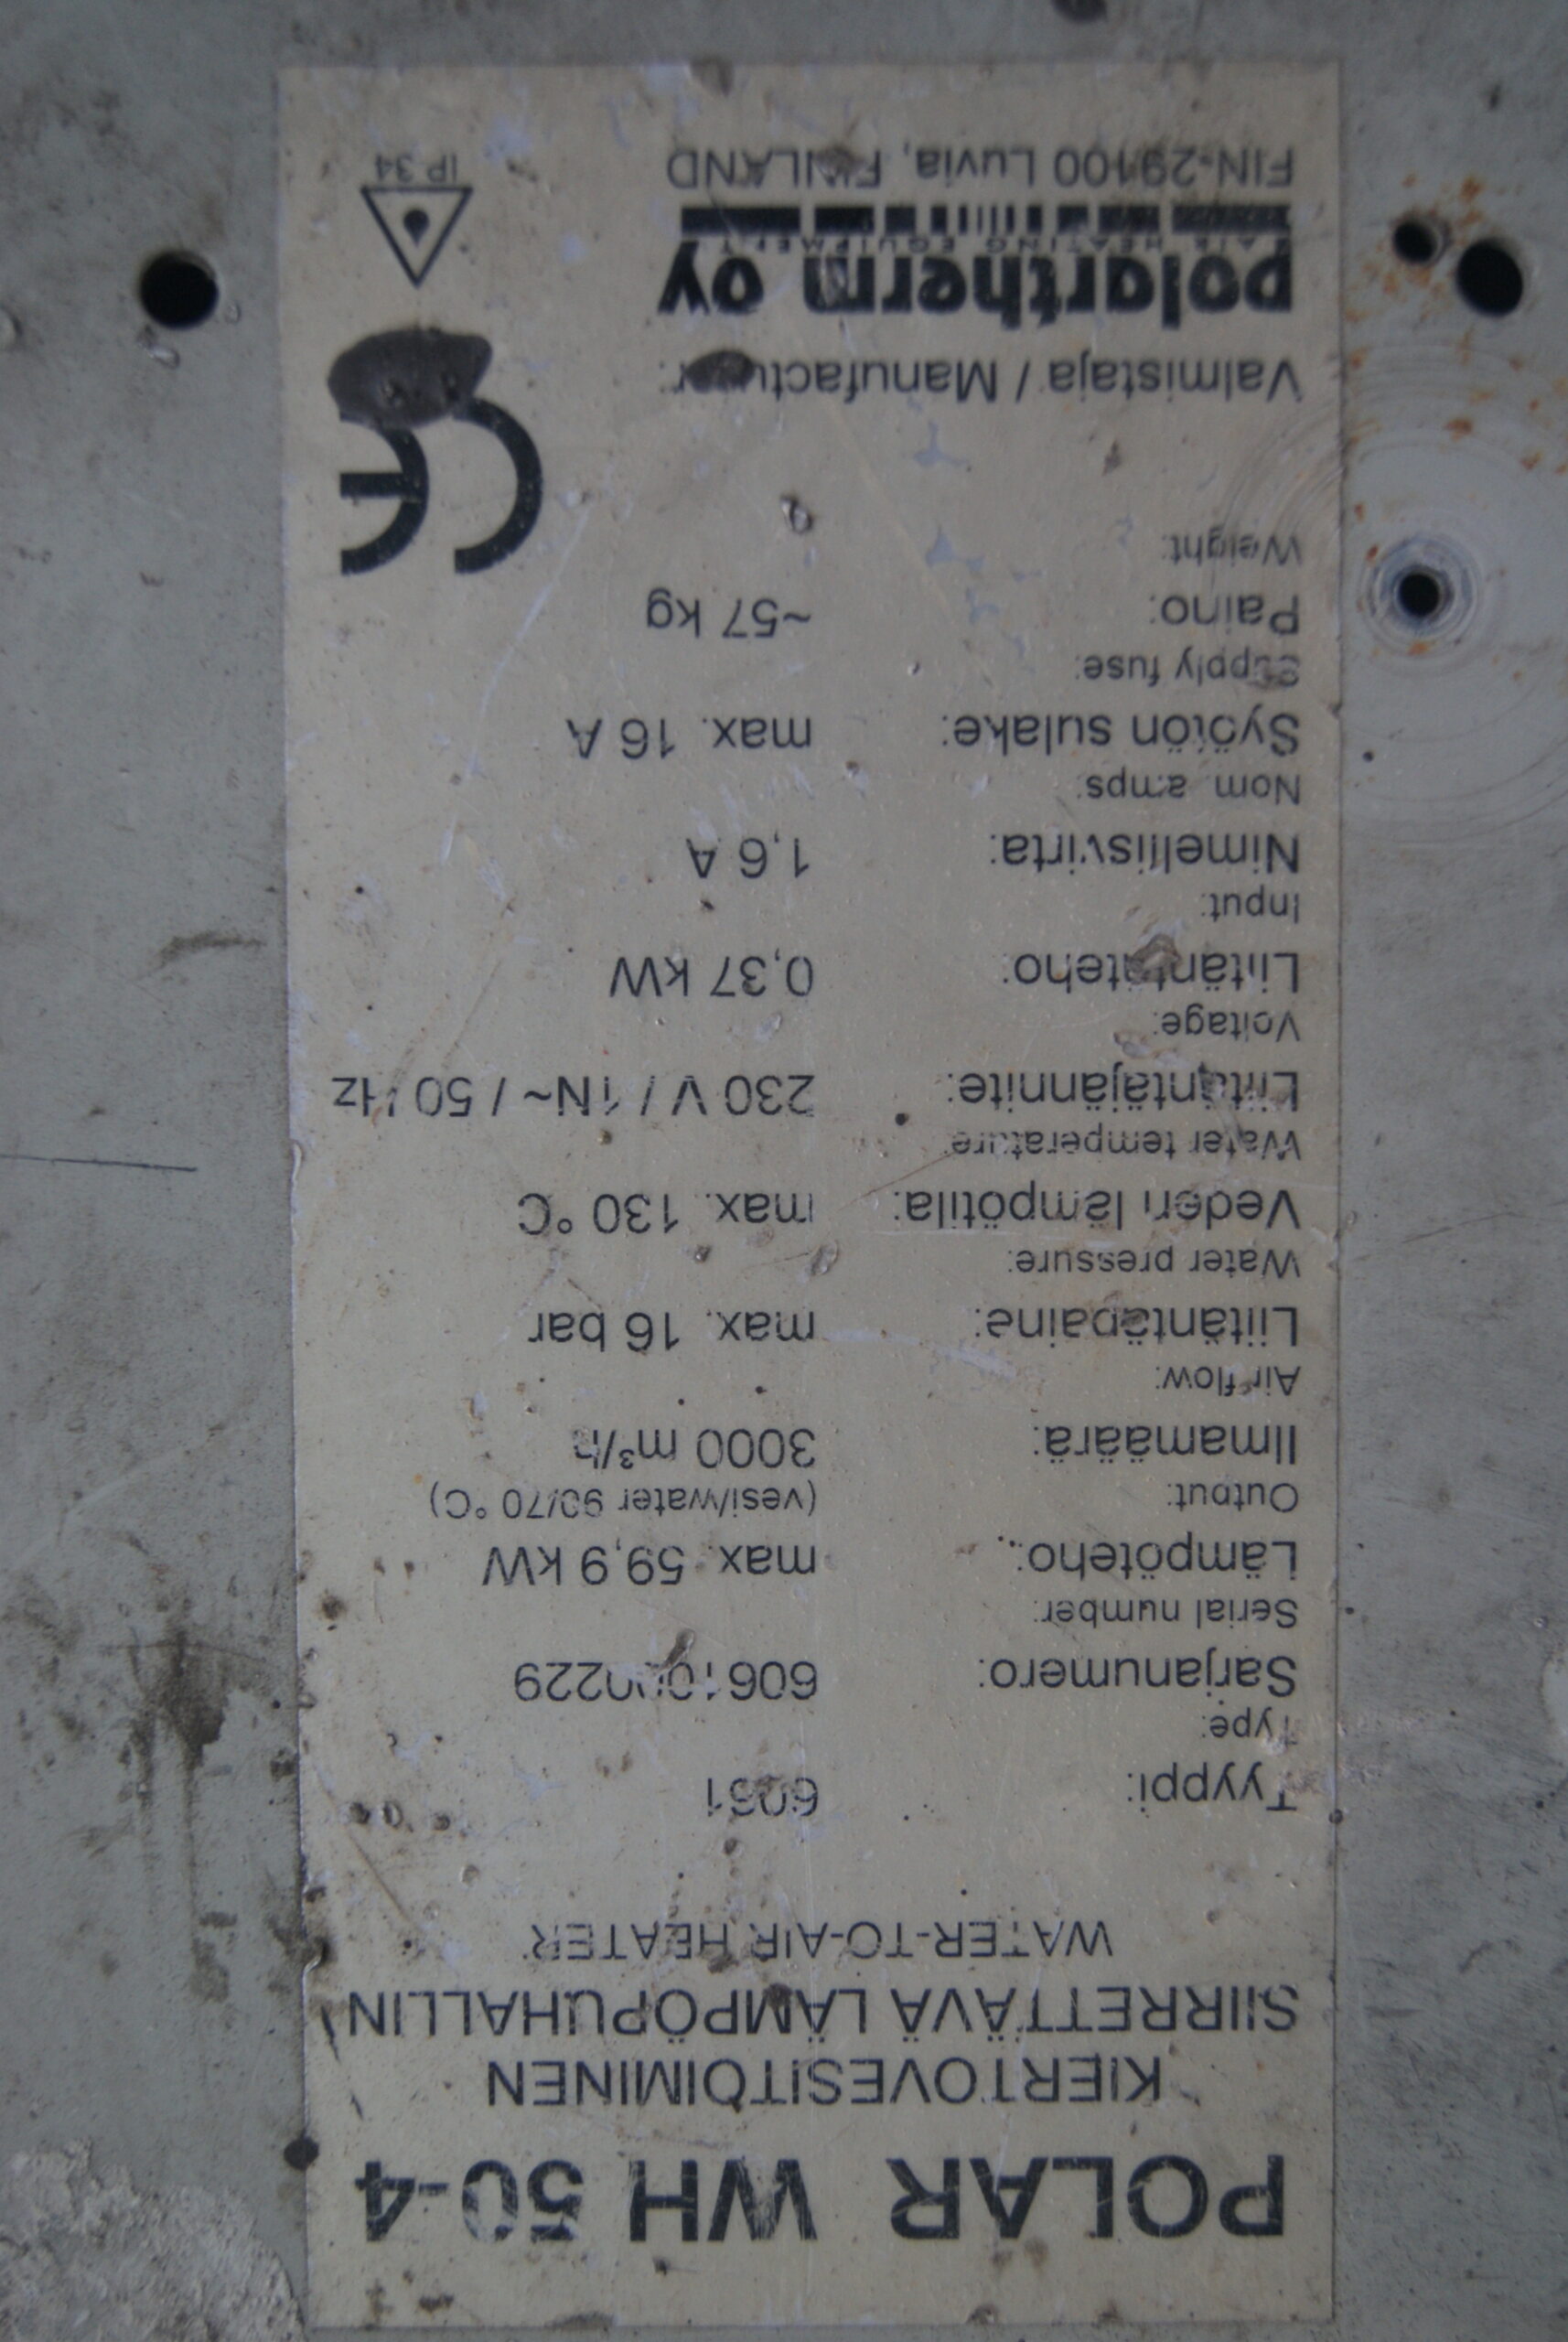 POLAR WH 50-4
KIERTOVESITOIMINEN
SIIRRETTÄVÄ LÄMPÖPUHALLIN
WATER-TO-AIR HEATER
Tyyppi: 6051
Type:
Sarjanumero:
Serial number:
Lämpöteho: max. 59,9 kW
Output: (vesi/water 90/70 °C)
Ilmamäärä: 3000 m³/h
Air flow:
Liitäntäpaine: max. 16 bar
Water pressure:
Veden lämpötila: max. 130 °C
Water temperature:
Liitäntäjännite: 230 V / 1N~ / 50 Hz
Voltage:
Liitäntäteho: 0,37 kW
Input:
Nimellisvirta: 1,6 A
Nom. amps:
Syötön sulake: max. 16 A
Supply fuse:
Paino: ~57 kg
Weight:
CE
Valmistaja / Manufacturer:
polartherm oy
AIR HEATING EQUIPMENT
FIN-29100 Luvia, FINLAND
IP 34